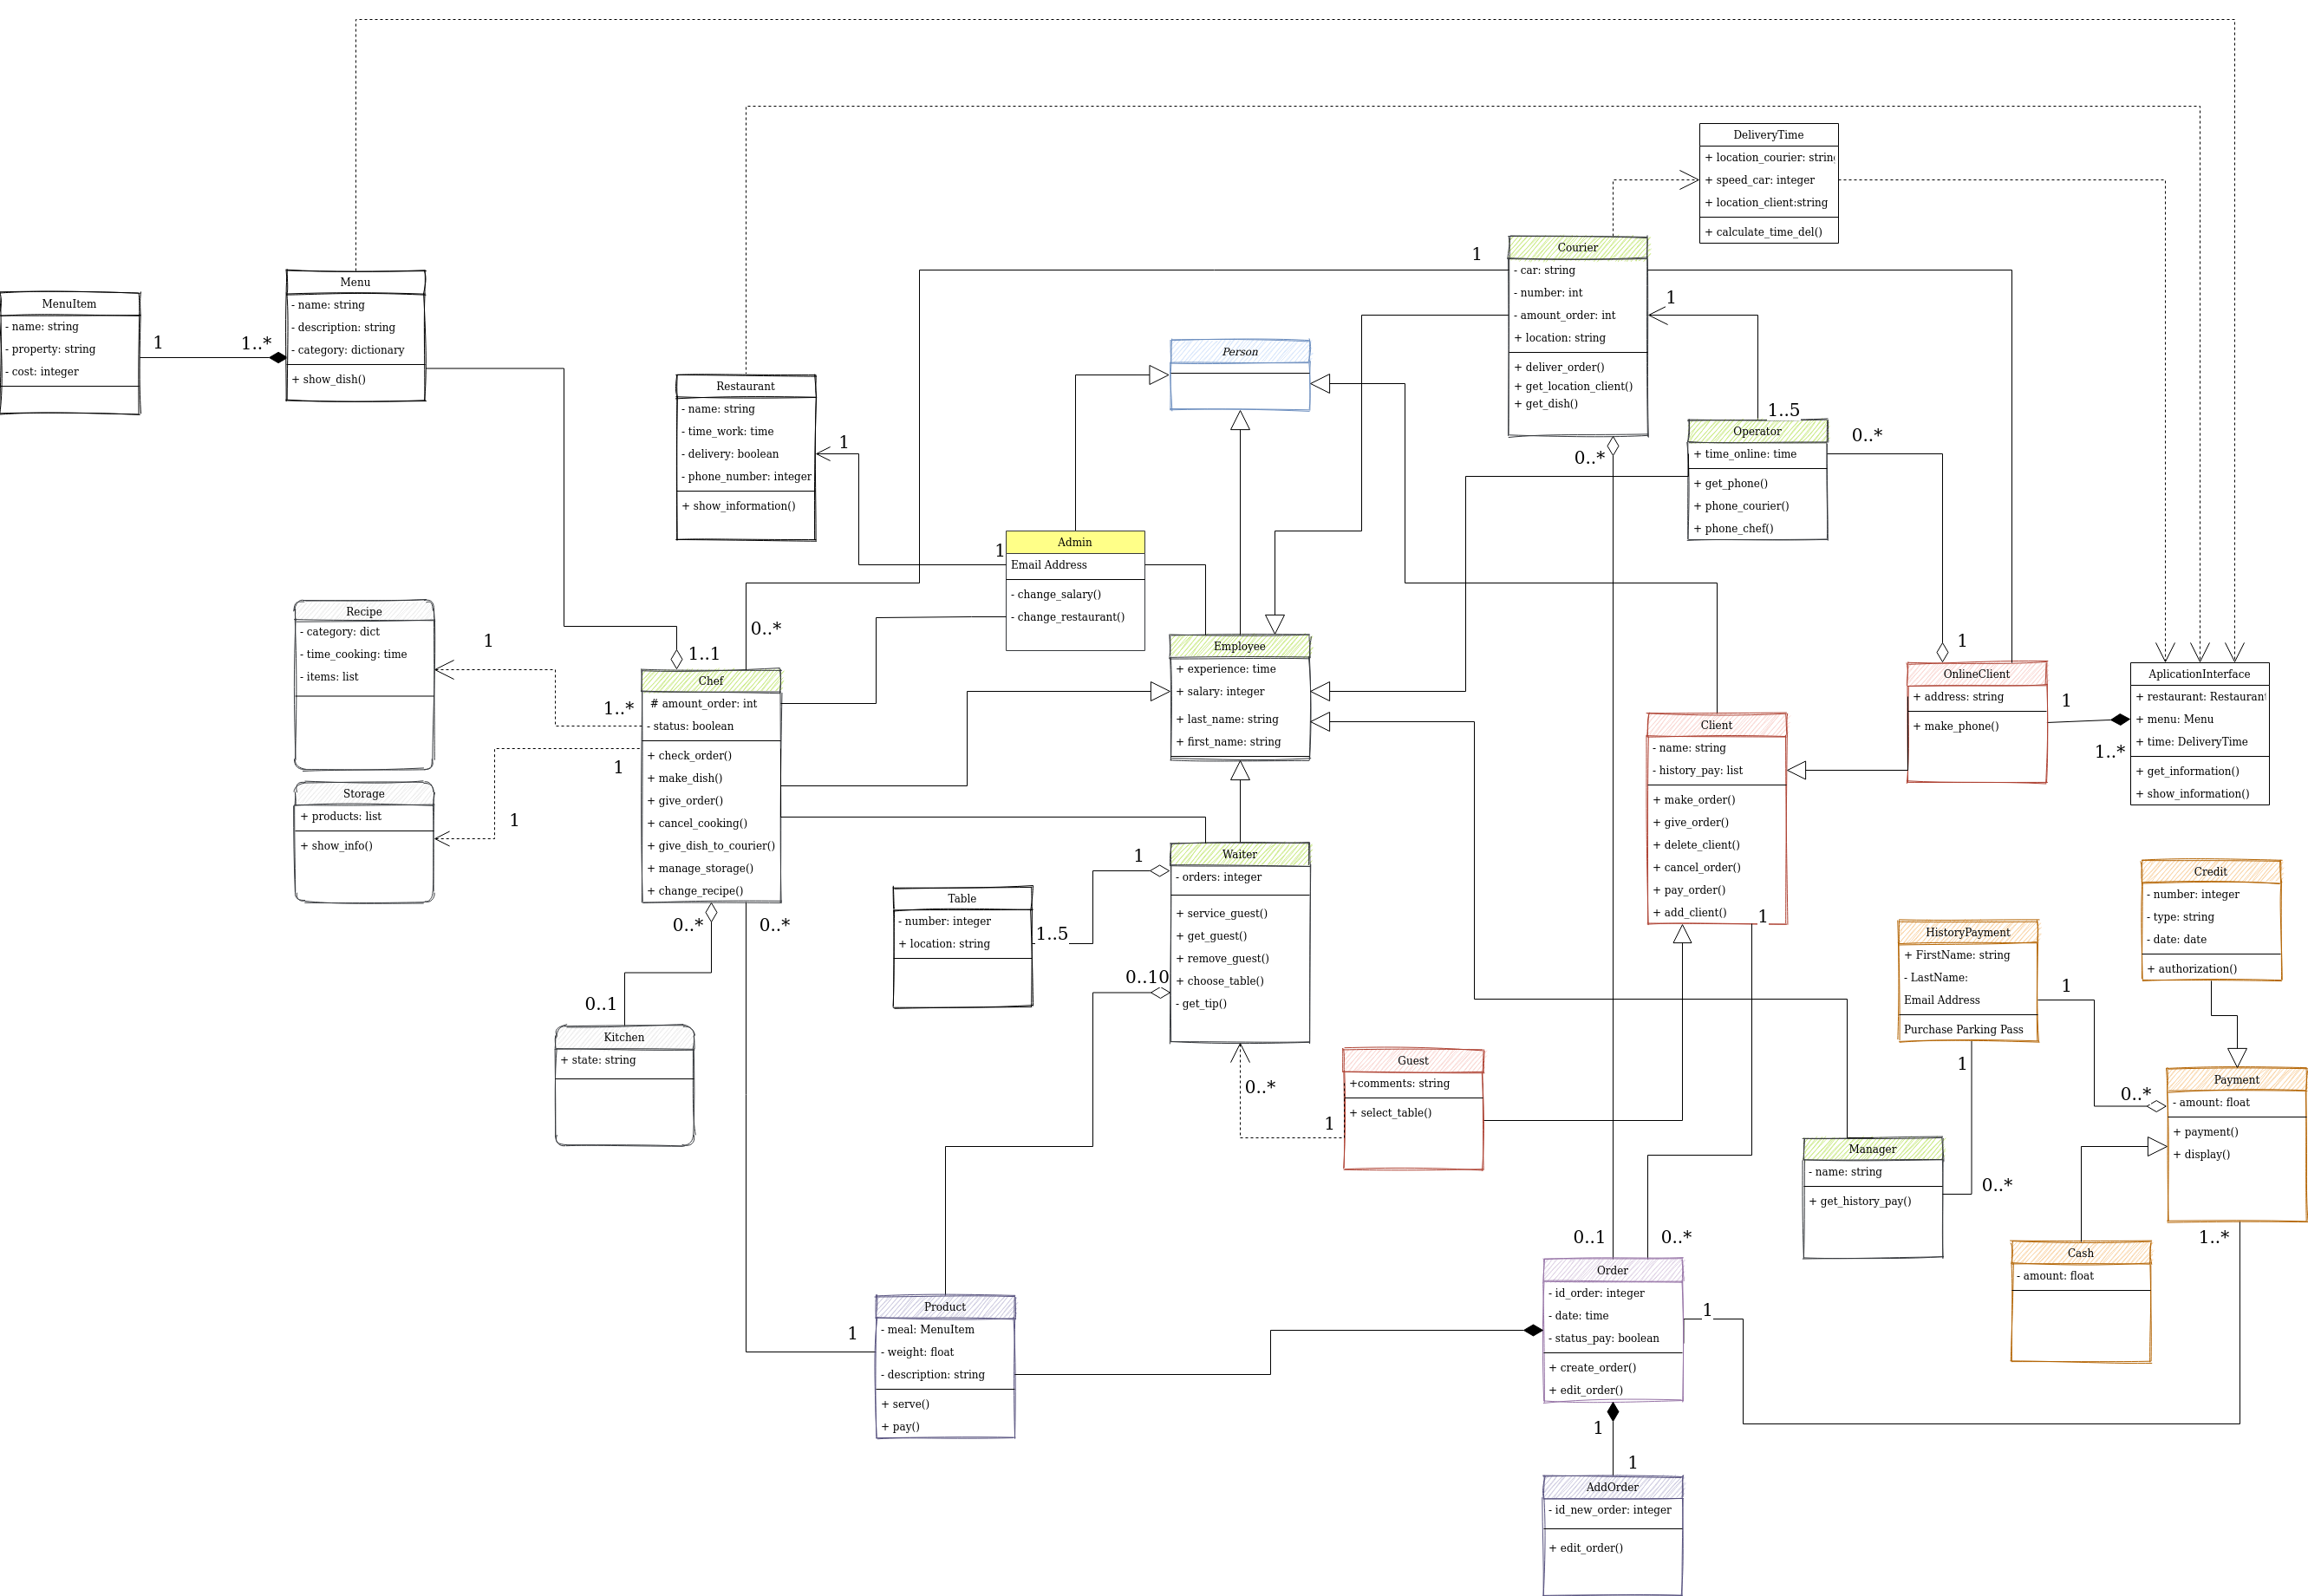 DeliveryTime
+ location_courier: strin
+ speed_car: integer
+ location_client:string
+ calculate_time_del()
Courier
- car: string
- number: int
- amount_order: int
+ location: string
+ deliver_order()
+ get_location_client()
+ get_dish()
1
1
Menu
- name: string
- description: string
- category: dictionary
+ show_dish()
MenuItem
- name: string
- property: string
- cost: integer
1
1..*
Person
Restaurant
- name: string
- time_work: time
- delivery: boolean
- phone_number: integer
+ show_information()
1
1..5
0..*
0..*
Operator
+ time_online: time
+ get_phone()
+ phone_courier()
+ phone_chef()
1
Admin
Email Address
- change_salary()
- change_restaurant()
Recipe
- category: dict
- time_cooking: time
- items: list
1
0..*
1..1
1..*
Employee
+ experience: time
+ salary: integer
+ last_name: string
+ first_name: string
1
OnlineClient
+ address: string
+ make_phone()
1
1..*
AplicationInterface
+ restaurant: Restauran
+ menu: Menu
+ time: DeliveryTime
+ get_information()
+ show_information()
Chef
# amount_order: int
- status: boolean
+ check_order()
+ make_dish()
+ give_order()
+ cancel_cooking()
+ give_dish_to_courier()
+ manage_storage()
+ change_recipe()
1
1
Storage
+ products: list
+ show_info()
Client
- name: string
- history_pay: list
+ make_order()
+ give_order()
+ delete_client()
+ cancel_order()
+ pay_order()
+ add_client()
1
Waiter
- orders: integer
+ service_guest()
+ get_guest()
+ remove_guest()
+ choose_table()
- get_tip()
1
1..5
0..10
Table
- number: integer
+ location: string
0..*
0..*
0..1
Kitchen
+ state: string
Credit
- number: integer
- type: string
- date: date
+ authorization()
HistoryPayment
+ FirstName: string
- LastName:
Email Address
Purchase Parking Pass
1
1
0..*
Guest
+comments: string
+ select_table()
0..*
1
Payment
- amount: float
+ payment()
+ display()
1..*
Manager
- name: string
+ get_history_pay()
0..*
Cash
- amount: float
0..1
0..*
Order
- id_order: integer
- date: time
- status_pay: boolean
+ create_order()
+ edit_order()
1
1
1
Product
- meal: MenuItem
- weight: float
- description: string
+ serve()
+ pay()
1
AddOrder
- id_new_order: integer
+ edit_order()